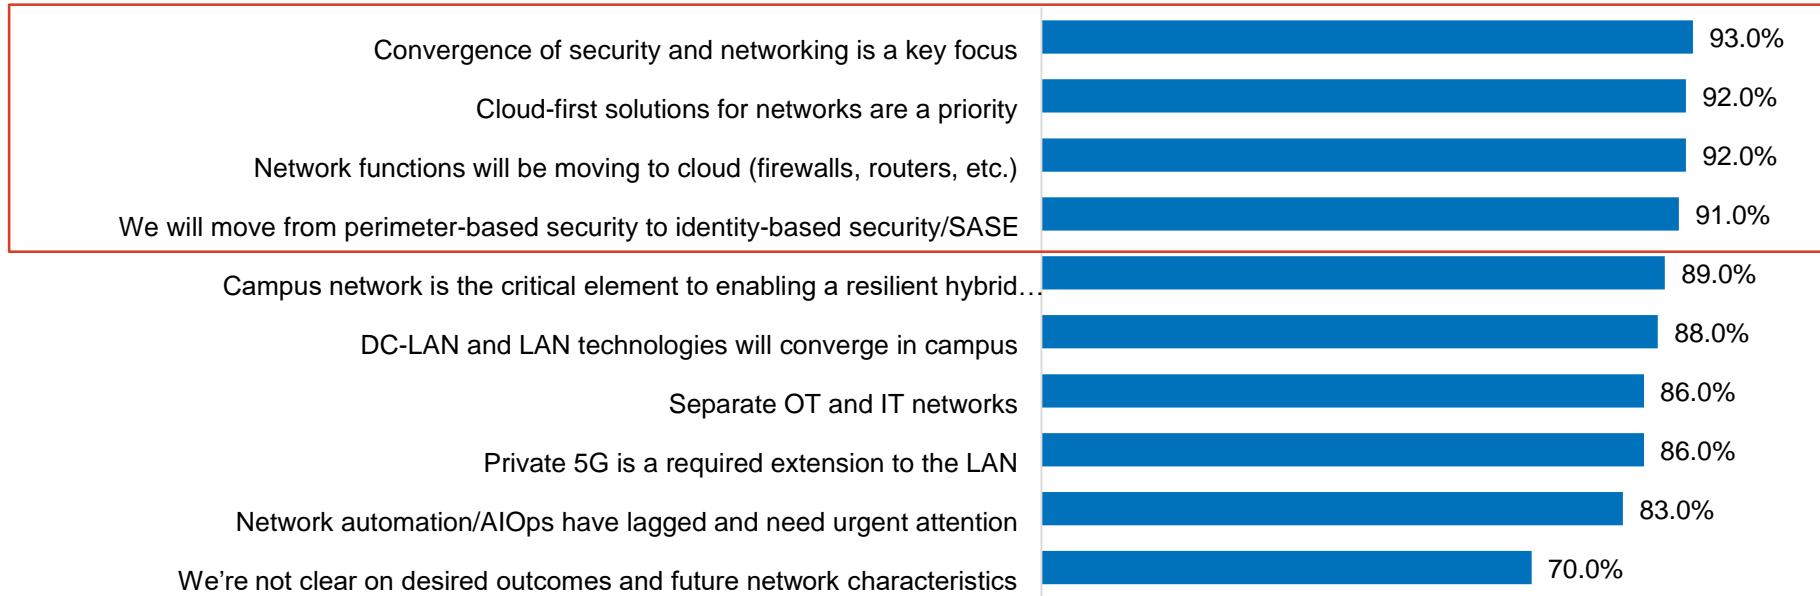 Convergence of security and networking is a key focus 93.0%
Cloud-first solutions for networks are a priority 92.0%
Network functions will be moving to cloud (firewalls, routers, etc.) 92.0%
We will move from perimeter-based security to identity-based security/SASE 91.0%
Campus network is the critical element to enabling a resilient hybrid… 89.0%
DC-LAN and LAN technologies will converge in campus 88.0%
Separate OT and IT networks 86.0%
Private 5G is a required extension to the LAN 86.0%
Network automation/AIOps have lagged and need urgent attention 83.0%
We’re not clear on desired outcomes and future network characteristics 70.0%